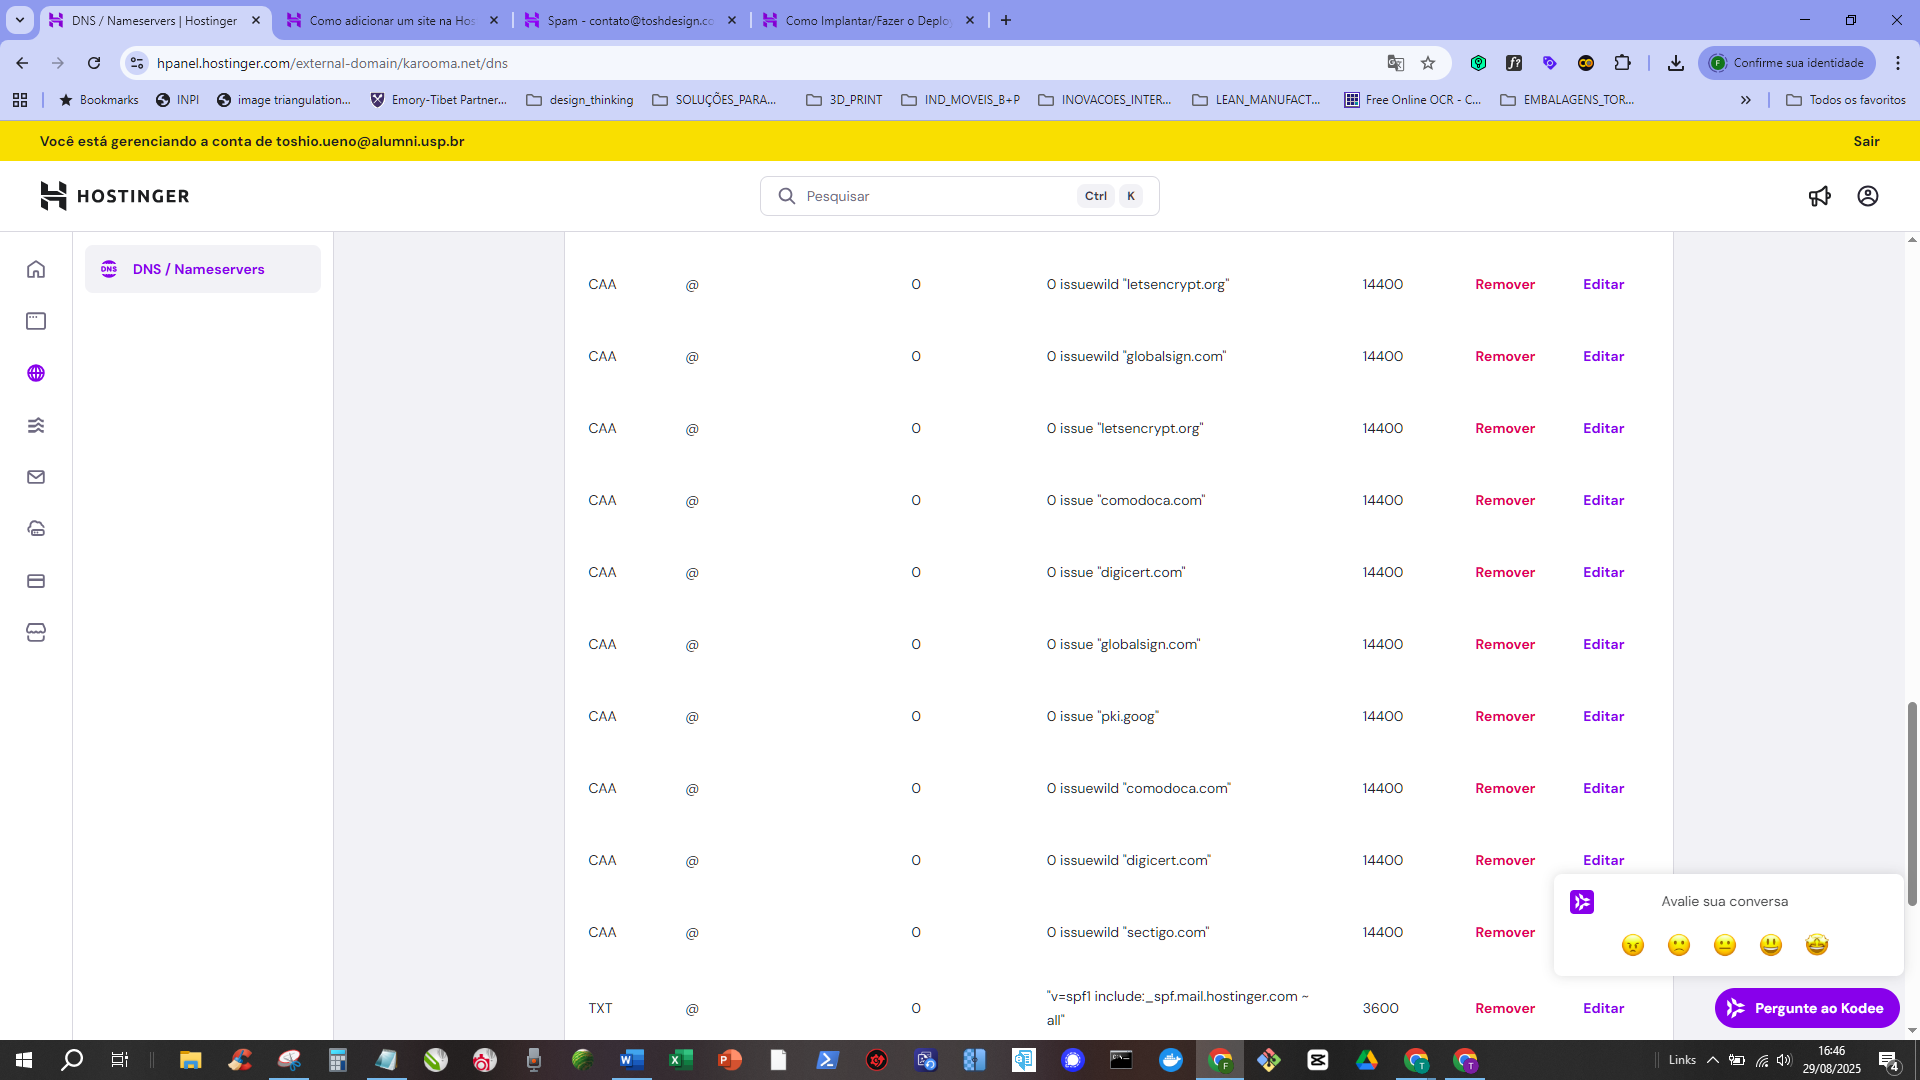 DNS / Nameservers | Hostinger
Como adicionar um site na Hos
Spam - contato@toshdesign.co
Como Implantar/Fazer o Deplo
hpanel.hostinger.com/external-domain/karooma.net/dns
Confirme sua identidade
Bookmarks
INPI
image triangulation...
Emory-Tibet Partner...
design_thinking
SOLUÇÕES_PARA...
3D_PRINT
IND_MOVEIS_B+P
INOVACOES_INTER...
LEAN_MANUFACT...
Free Online OCR - C...
EMBALAGENS_TOR...
Todos os favoritos
Você está gerenciando a conta de toshio.ueno@alumni.usp.br
Sair
HOSTINGER
Pesquisar
Ctrl
K
DNS
DNS / Nameservers
CAA @ 0 0 issuewild "letsencrypt.org" 14400 Remover Editar
CAA @ 0 0 issuewild "globalsign.com" 14400 Remover Editar
CAA @ 0 0 issue "letsencrypt.org" 14400 Remover Editar
CAA @ 0 0 issue "comodoca.com" 14400 Remover Editar
CAA @ 0 0 issue "digicert.com" 14400 Remover Editar
CAA @ 0 0 issue "globalsign.com" 14400 Remover Editar
CAA @ 0 0 issue "pki.goog" 14400 Remover Editar
CAA @ 0 0 issuewild "comodoca.com" 14400 Remover Editar
CAA @ 0 0 issuewild "digicert.com" 14400 Remover Editar
CAA @ 0 0 issuewild "sectigo.com" 14400 Remover
TXT @ 0 "v=spf1 include:_spf.mail.hostinger.com ~
all" 3600 Remover Editar
Avalie sua conversa
Pergunte ao Kodee
Links
16:46
29/08/2025
4